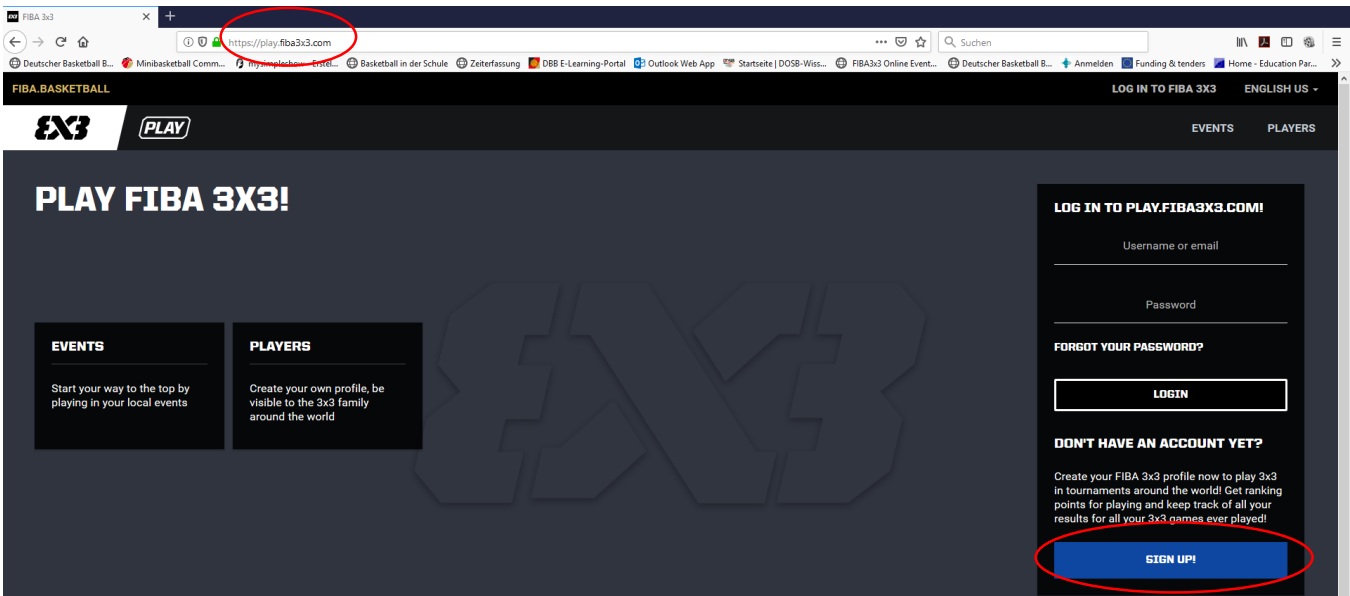 FIBA 3x3
https://play.fiba3x3.com
Suchen
Deutscher Basketball B... Minibasketball Comm... mysimpleshow - Erstel... Basketball in der Schule Zeiterfassung DBB E-Learning-Portal Outlook Web App Startseite | DOSB-Wiss... FIBA3x3 Online Event... Deutscher Basketball B... Anmelden Funding & tenders Home - Education Par...
FIBA.BASKETBALL LOG IN TO FIBA 3X3 ENGLISH US
3X3 PLAY EVENTS PLAYERS
PLAY FIBA 3X3!
EVENTS
Start your way to the top by
playing in your local events
PLAYERS
Create your own profile, be
visible to the 3x3 family
around the world
3X3
LOG IN TO PLAY.FIBA3X3.COM!
Username or email
Password
FORGOT YOUR PASSWORD?
LOGIN
DON'T HAVE AN ACCOUNT YET?
Create your FIBA 3x3 profile now to play 3x3
in tournaments around the world! Get ranking
points for playing and keep track of all your
results for all your 3x3 games ever played!
SIGN UP!